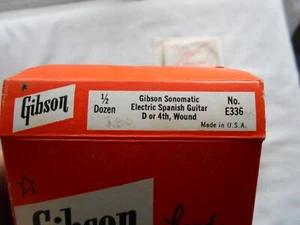 Gibson
½ Dozen
Gibson Sonomatic
Electric Spanish Guitar
D or 4th, Wound
No.
E336
Made in U.S.A.
Gibson